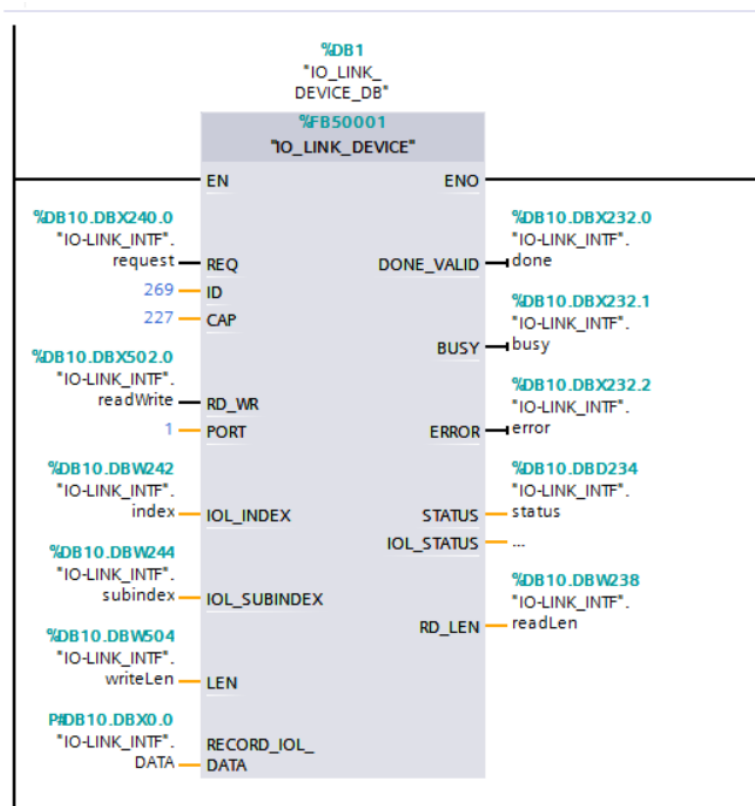 %DB1
"IO_LINK_
DEVICE_DB"
%FB50001
"IO_LINK_DEVICE"
EN ENO
%DB10.DBX240.0
"IO-LINK_INTF".
request REQ
269 ID
227 CAP
%DB10.DBX502.0
"IO-LINK_INTF".
readWrite RD_WR
1 PORT
%DB10.DBW242
"IO-LINK_INTF".
index IOL_INDEX
%DB10.DBW244
"IO-LINK_INTF".
subindex IOL_SUBINDEX
%DB10.DBW504
"IO-LINK_INTF".
writeLen LEN
P#DB10.DBX0.0
"IO-LINK_INTF".
DATA RECORD_IOL_
DATA
%DB10.DBX232.0
"IO-LINK_INTF".
DONE_VALID done
%DB10.DBX232.1
"IO-LINK_INTF".
BUSY busy
%DB10.DBX232.2
"IO-LINK_INTF".
ERROR error
%DB10.DBD234
"IO-LINK_INTF".
STATUS status
IOL_STATUS ...
%DB10.DBW238
"IO-LINK_INTF".
RD_LEN readLen